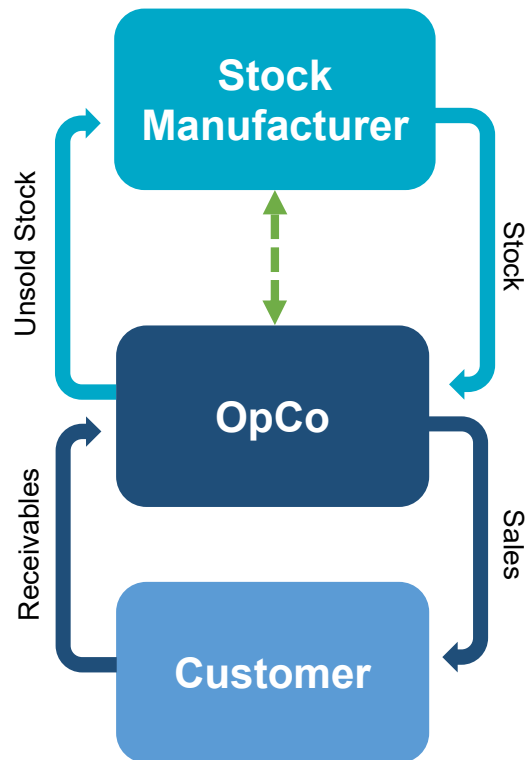 Stock
Manufacturer
Unsold Stock
Stock
OpCo
Receivables
Sales
Customer